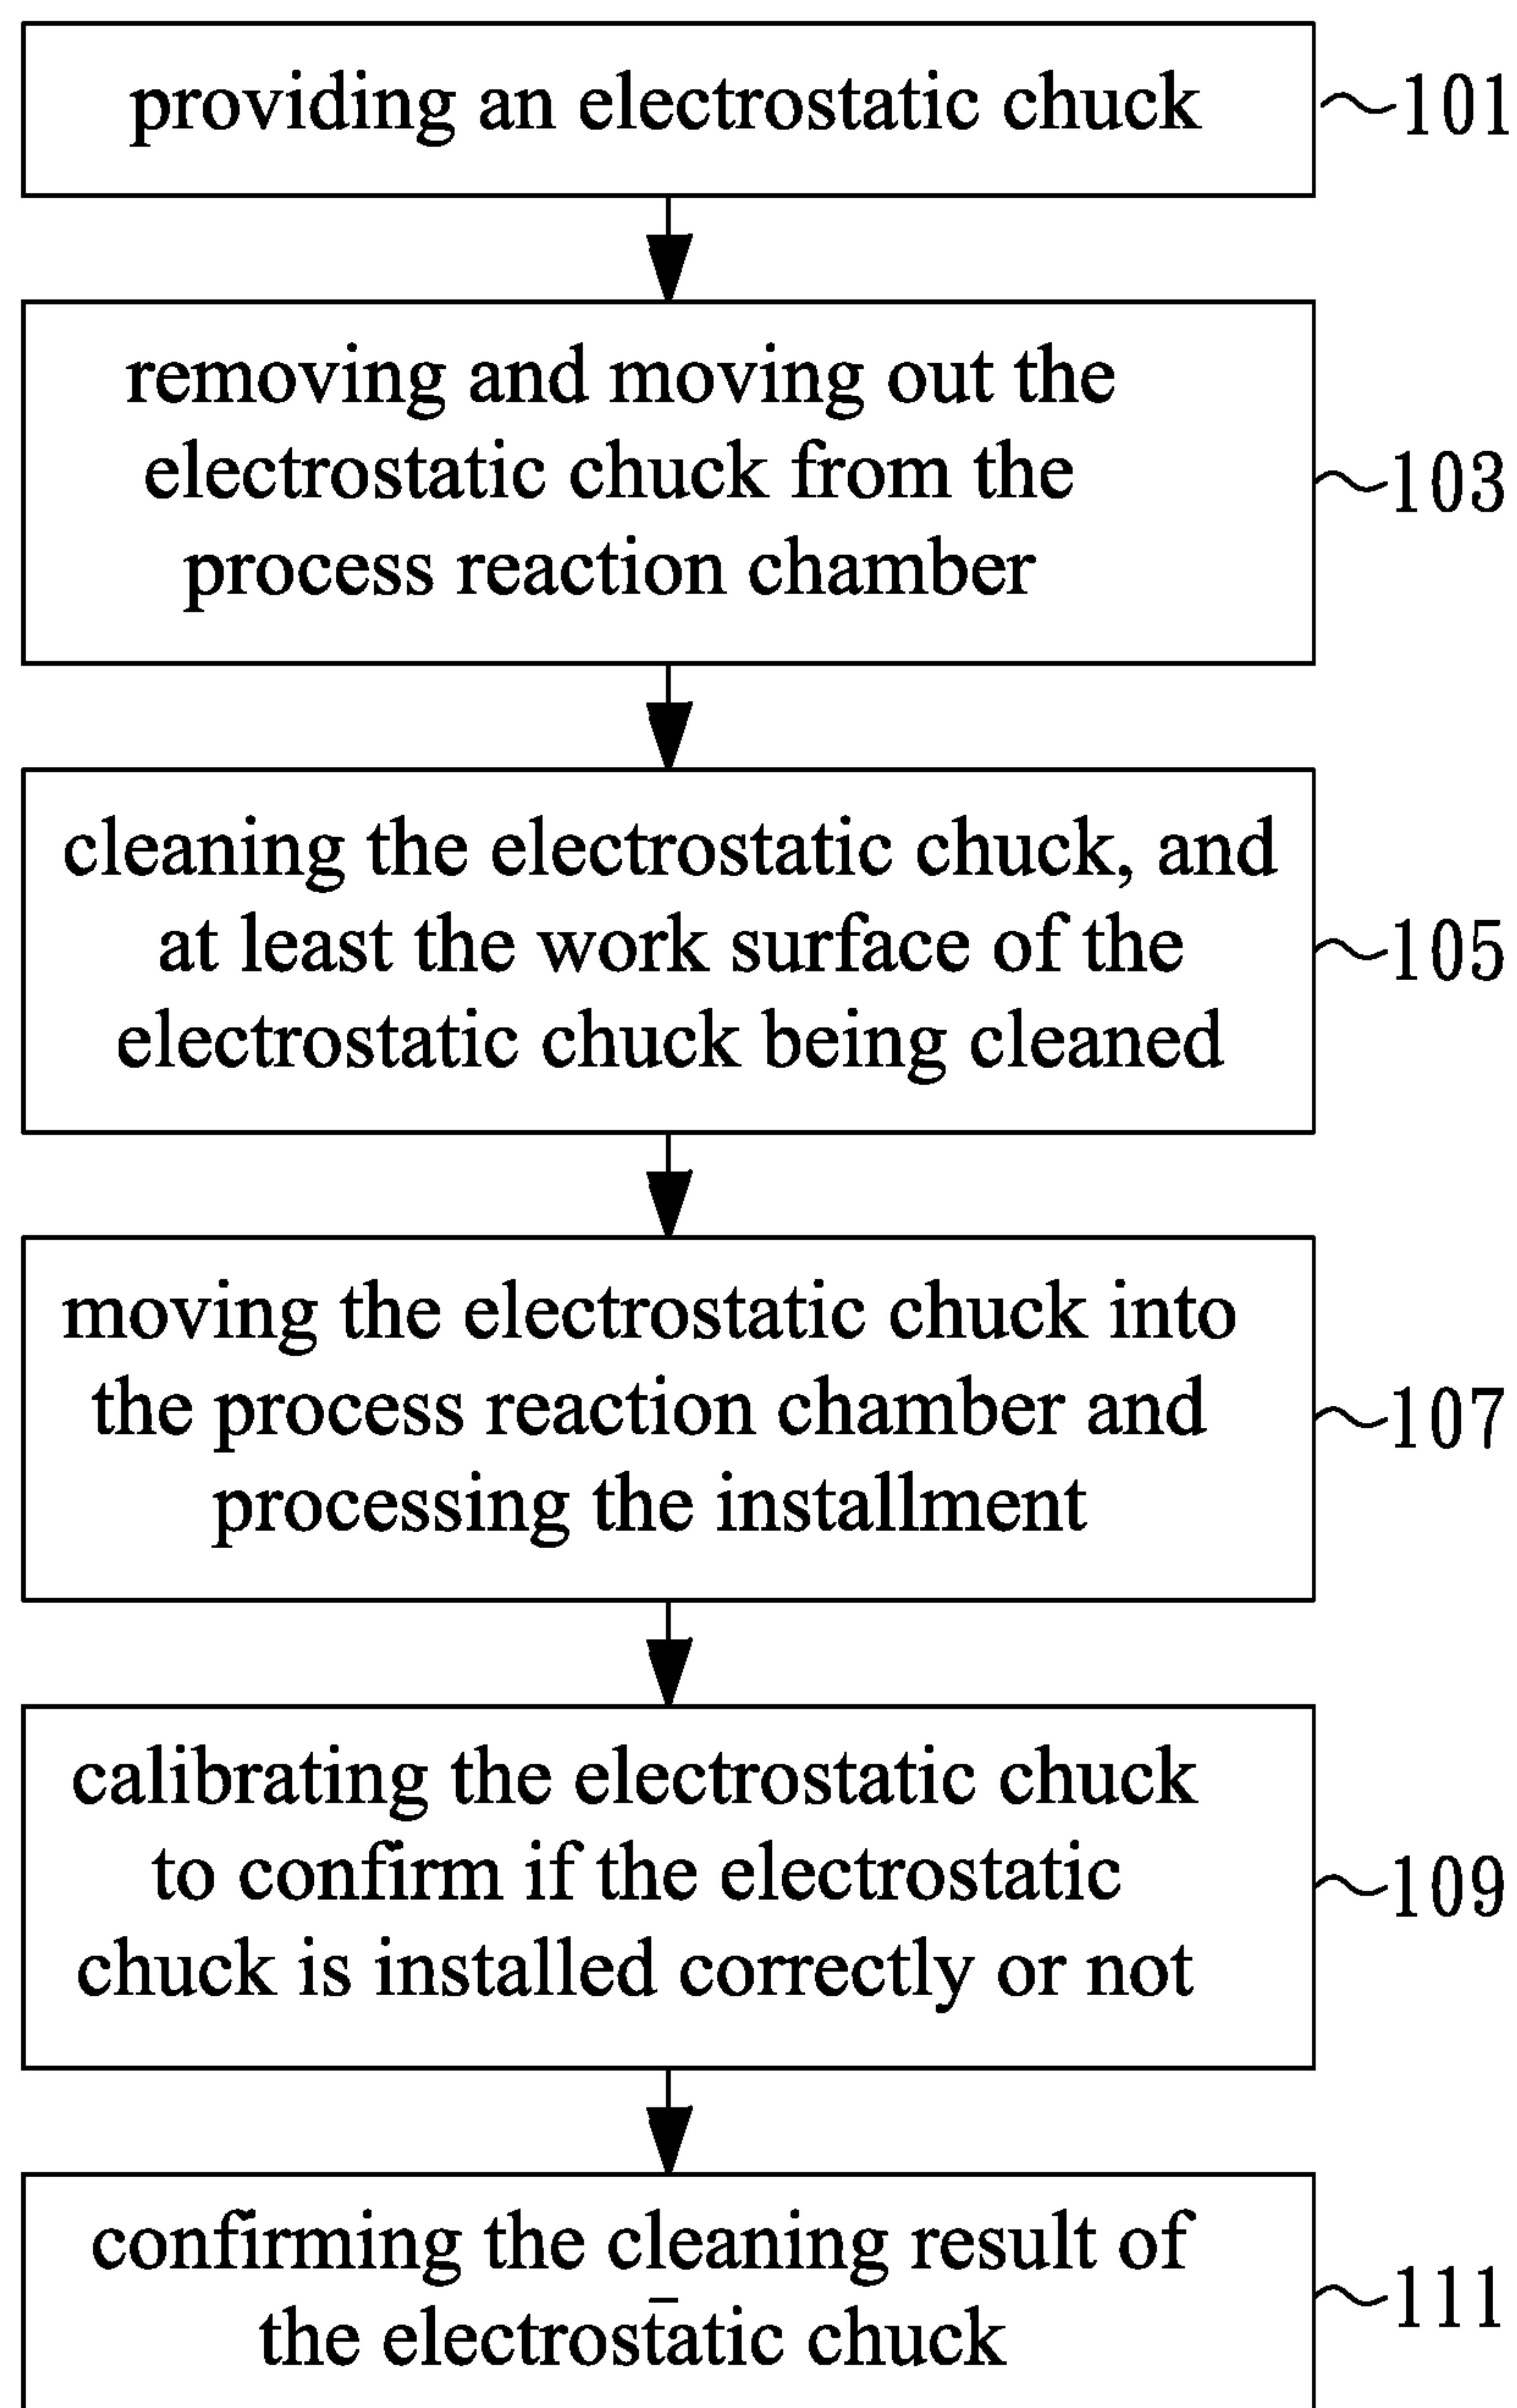 providing an electrostatic chuck
101
removing and moving out the
electrostatic chuck from the
process reaction chamber
103
cleaning the electrostatic chuck, and
at least the work surface of the
electrostatic chuck being cleaned
105
moving the electrostatic chuck into
the process reaction chamber and
processing the installment
107
calibrating the electrostatic chuck
to confirm if the electrostatic
chuck is installed correctly or not
109
confirming the cleaning result of
the electrostatic chuck
111